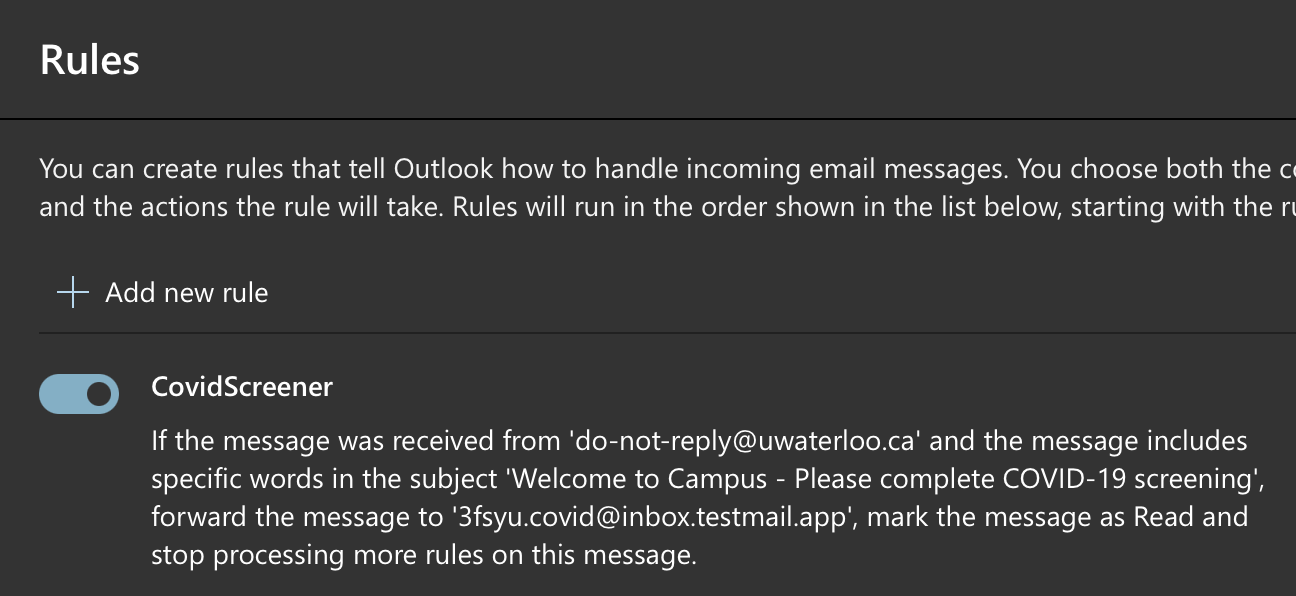 Rules
You can create rules that tell Outlook how to handle incoming email messages. You choose both the
and the actions the rule will take. Rules will run in the order shown in the list below, starting with the
Add new rule
CovidScreener
If the message was received from 'do-not-reply@uwaterloo.ca' and the message includes
specific words in the subject 'Welcome to Campus - Please complete COVID-19 screening',
forward the message to '3fsyu.covid@inbox.testmail.app', mark the message as Read and
stop processing more rules on this message.